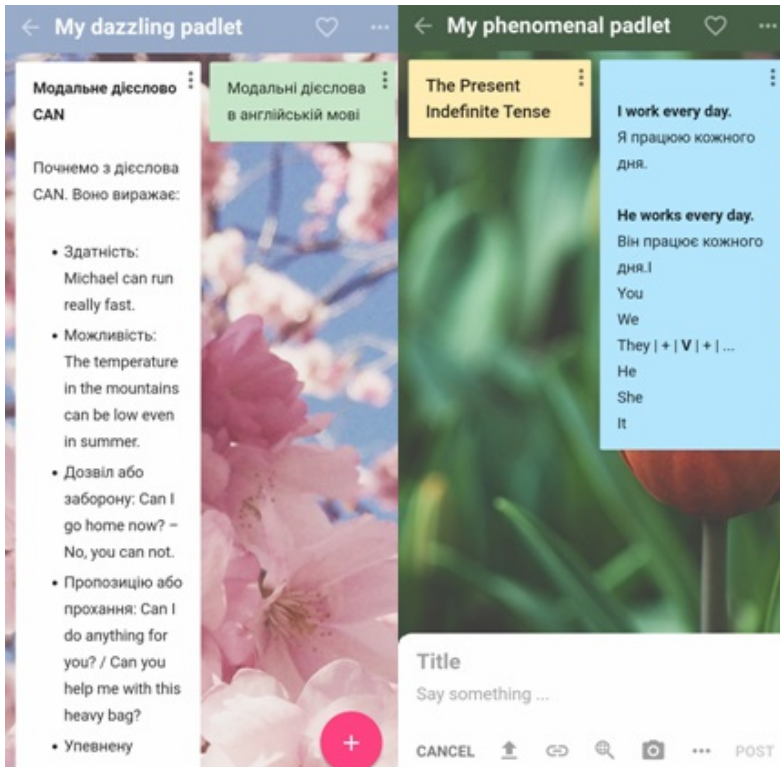 My dazzling padlet
Модальне дієслово
CAN
Почнемо з дієслова
CAN. Воно виражає:
• Здатність:
Michael can run
really fast.
• Можливість:
The temperature
in the mountains
can be low even
in summer.
• Дозвіл або
заборону: Can I
go home now? –
No, you can not.
• Пропозицію або
прохання: Can I
do anything for
you? / Can you
help me with this
heavy bag?
• Упевнену
Модальні дієслова
в англійській мові
My phenomenal padlet
The Present
Indefinite Tense
I work every day.
Я працюю кожного
дня.
He works every day.
Він працює кожного
дня.I
You
We
They | + | V | + | ...
He
She
It
Title
Say something ...
CANCEL
POST